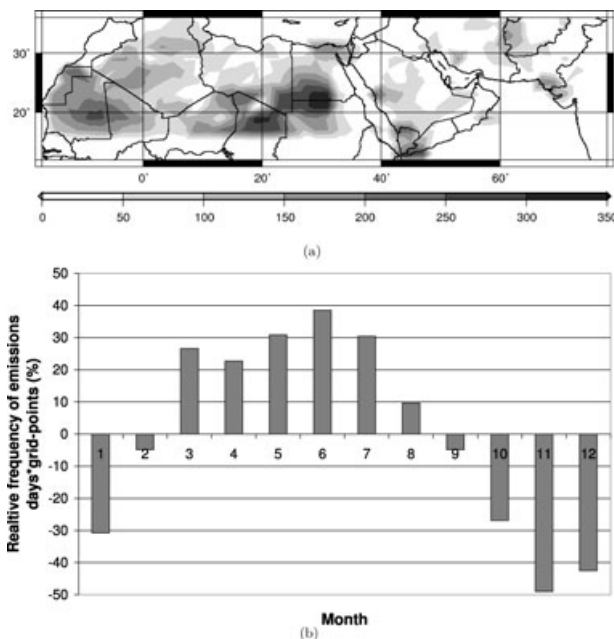 30˚
20˚
0˚ 20˚ 40˚ 60˚
0 50 100 150 200 250 300 350
(a)
50
40
30
20
10
0
-10
-20
-30
-40
-50
Realtive frequency of emissions
days*grid-points (%)
1 2 3 4 5 6 7 8 9 10 11 12
Month
(b)